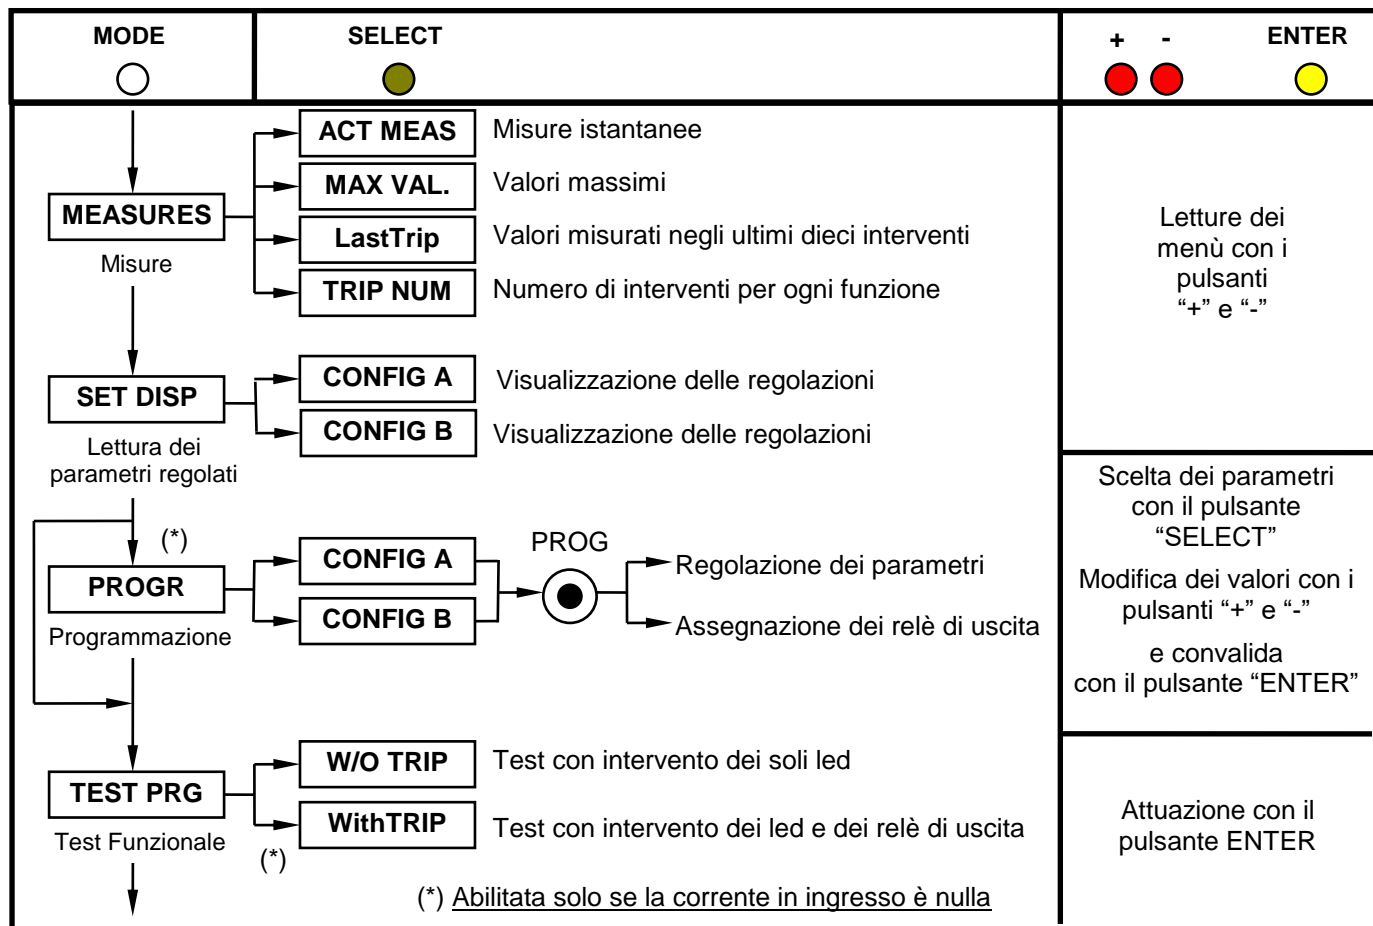 MODE
SELECT
+ -
ENTER
ACT MEAS
Misure istantanee
MAX VAL.
Valori massimi
MEASURES
LastTrip
Valori misurati negli ultimi dieci interventi
Misure
TRIP NUM
Numero di interventi per ogni funzione
Letture dei
menù con i
pulsanti
“+” e “-”
SET DISP
CONFIG A
Visualizzazione delle regolazioni
CONFIG B
Visualizzazione delle regolazioni
Lettura dei
parametri regolati
(*)
PROGR
Programmazione
CONFIG A
CONFIG B
PROG
Regolazione dei parametri
Assegnazione dei relè di uscita
Scelta dei parametri
con il pulsante
“SELECT”
Modifica dei valori con i
pulsanti “+” e “-”
e convalida
con il pulsante “ENTER”
TEST PRG
Test Funzionale
W/O TRIP
Test con intervento dei soli led
WithTRIP
Test con intervento dei led e dei relè di uscita
(*)
Attuazione con il
pulsante ENTER
(*) Abilitata solo se la corrente in ingresso è nulla